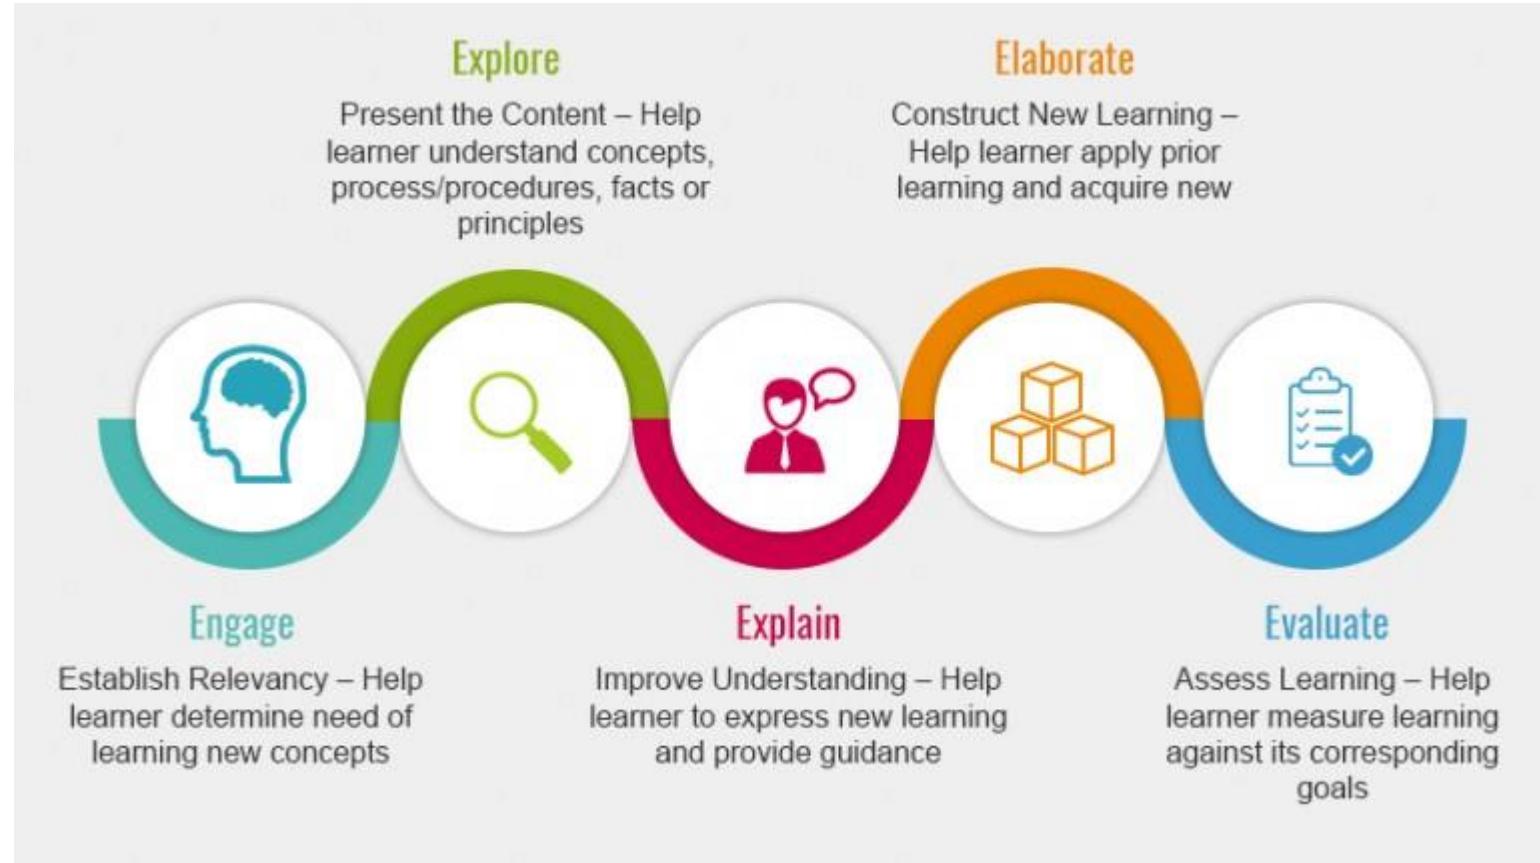 Engage
Establish Relevancy – Help
learner determine need of
learning new concepts
Explore
Present the Content – Help
learner understand concepts,
process/procedures, facts or
principles
Explain
Improve Understanding – Help
learner to express new learning
and provide guidance
Elaborate
Construct New Learning –
Help learner apply prior
learning and acquire new
Evaluate
Assess Learning – Help
learner measure learning
against its corresponding
goals